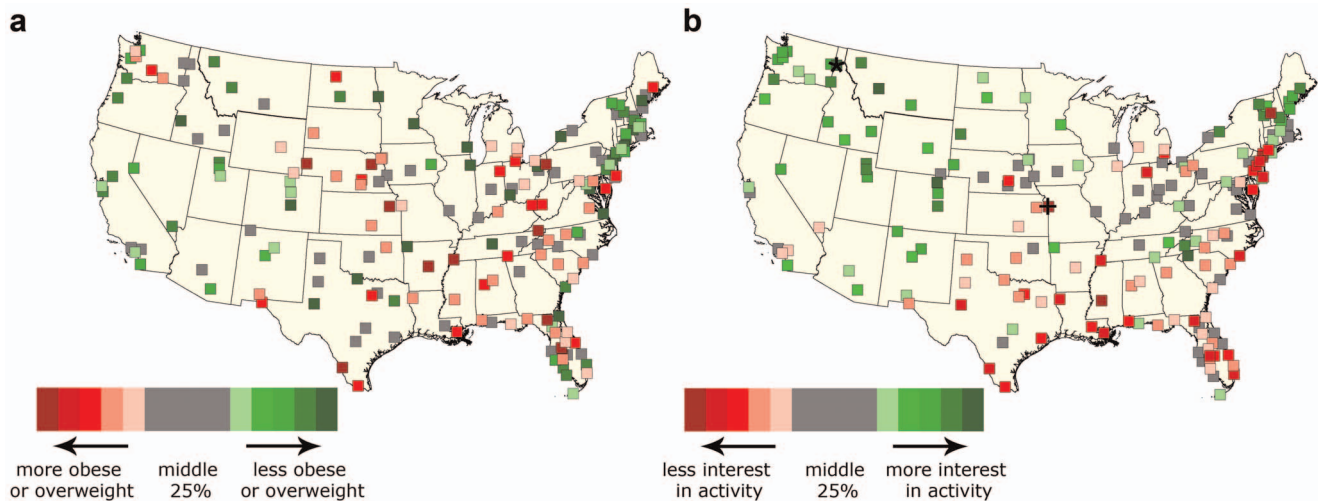 a
b
more obese
or overweight
middle
25%
less obese
or overweight
less interest
in activity
middle
25%
more interest
in activity